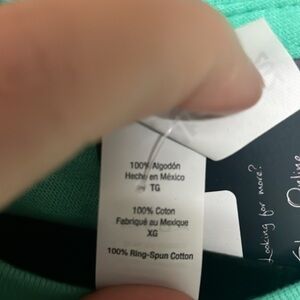 100% Algodón
Hecho en México
TG
100% Coton
Fabriqué au Mexique
XG
100% Ring-Spun Cotton
Looking for more?
Online